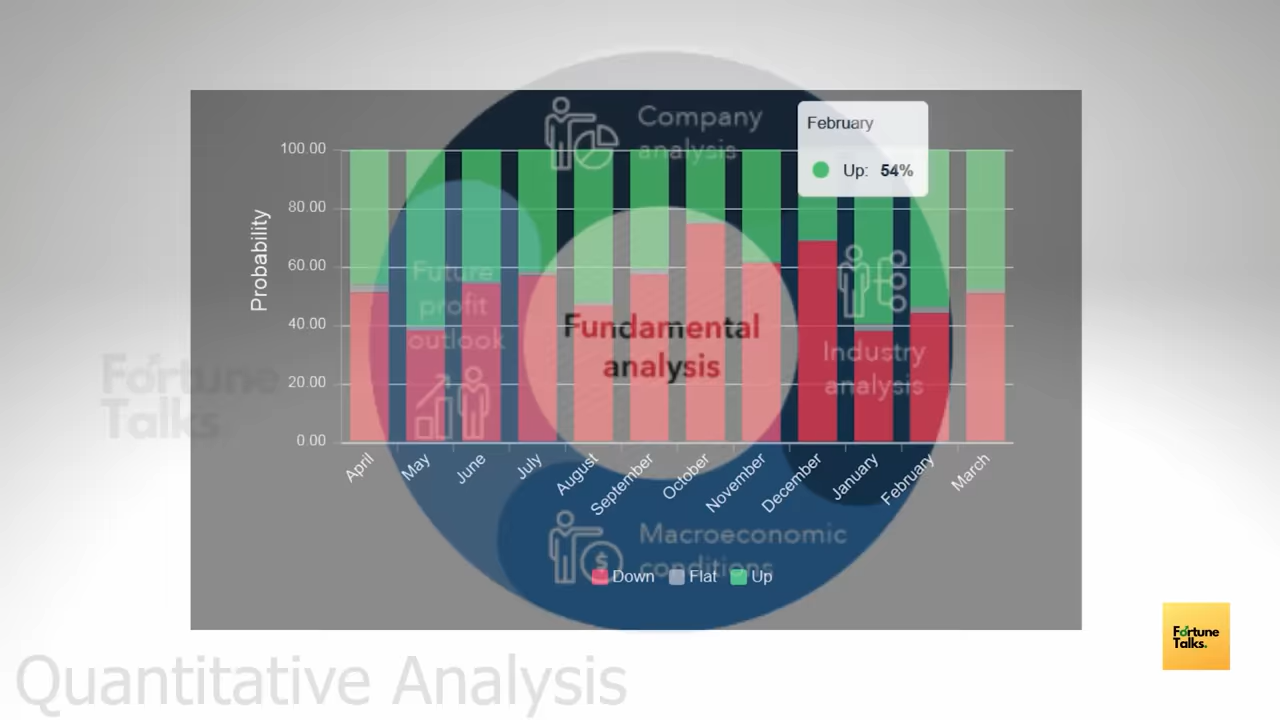 Company
analysis
February
Up: 54%
100.00
80.00
60.00
40.00
20.00
0.00
Probability
Future
profit
outlook
Fundamental
analysis
Industry
analysis
Fortune
Talks.
April
May
June
July
August
September
October
November
December
January
February
March
Macroeconomic
conditions
Down
Flat
Up
Fortune
Talks.
Quantitative Analysis